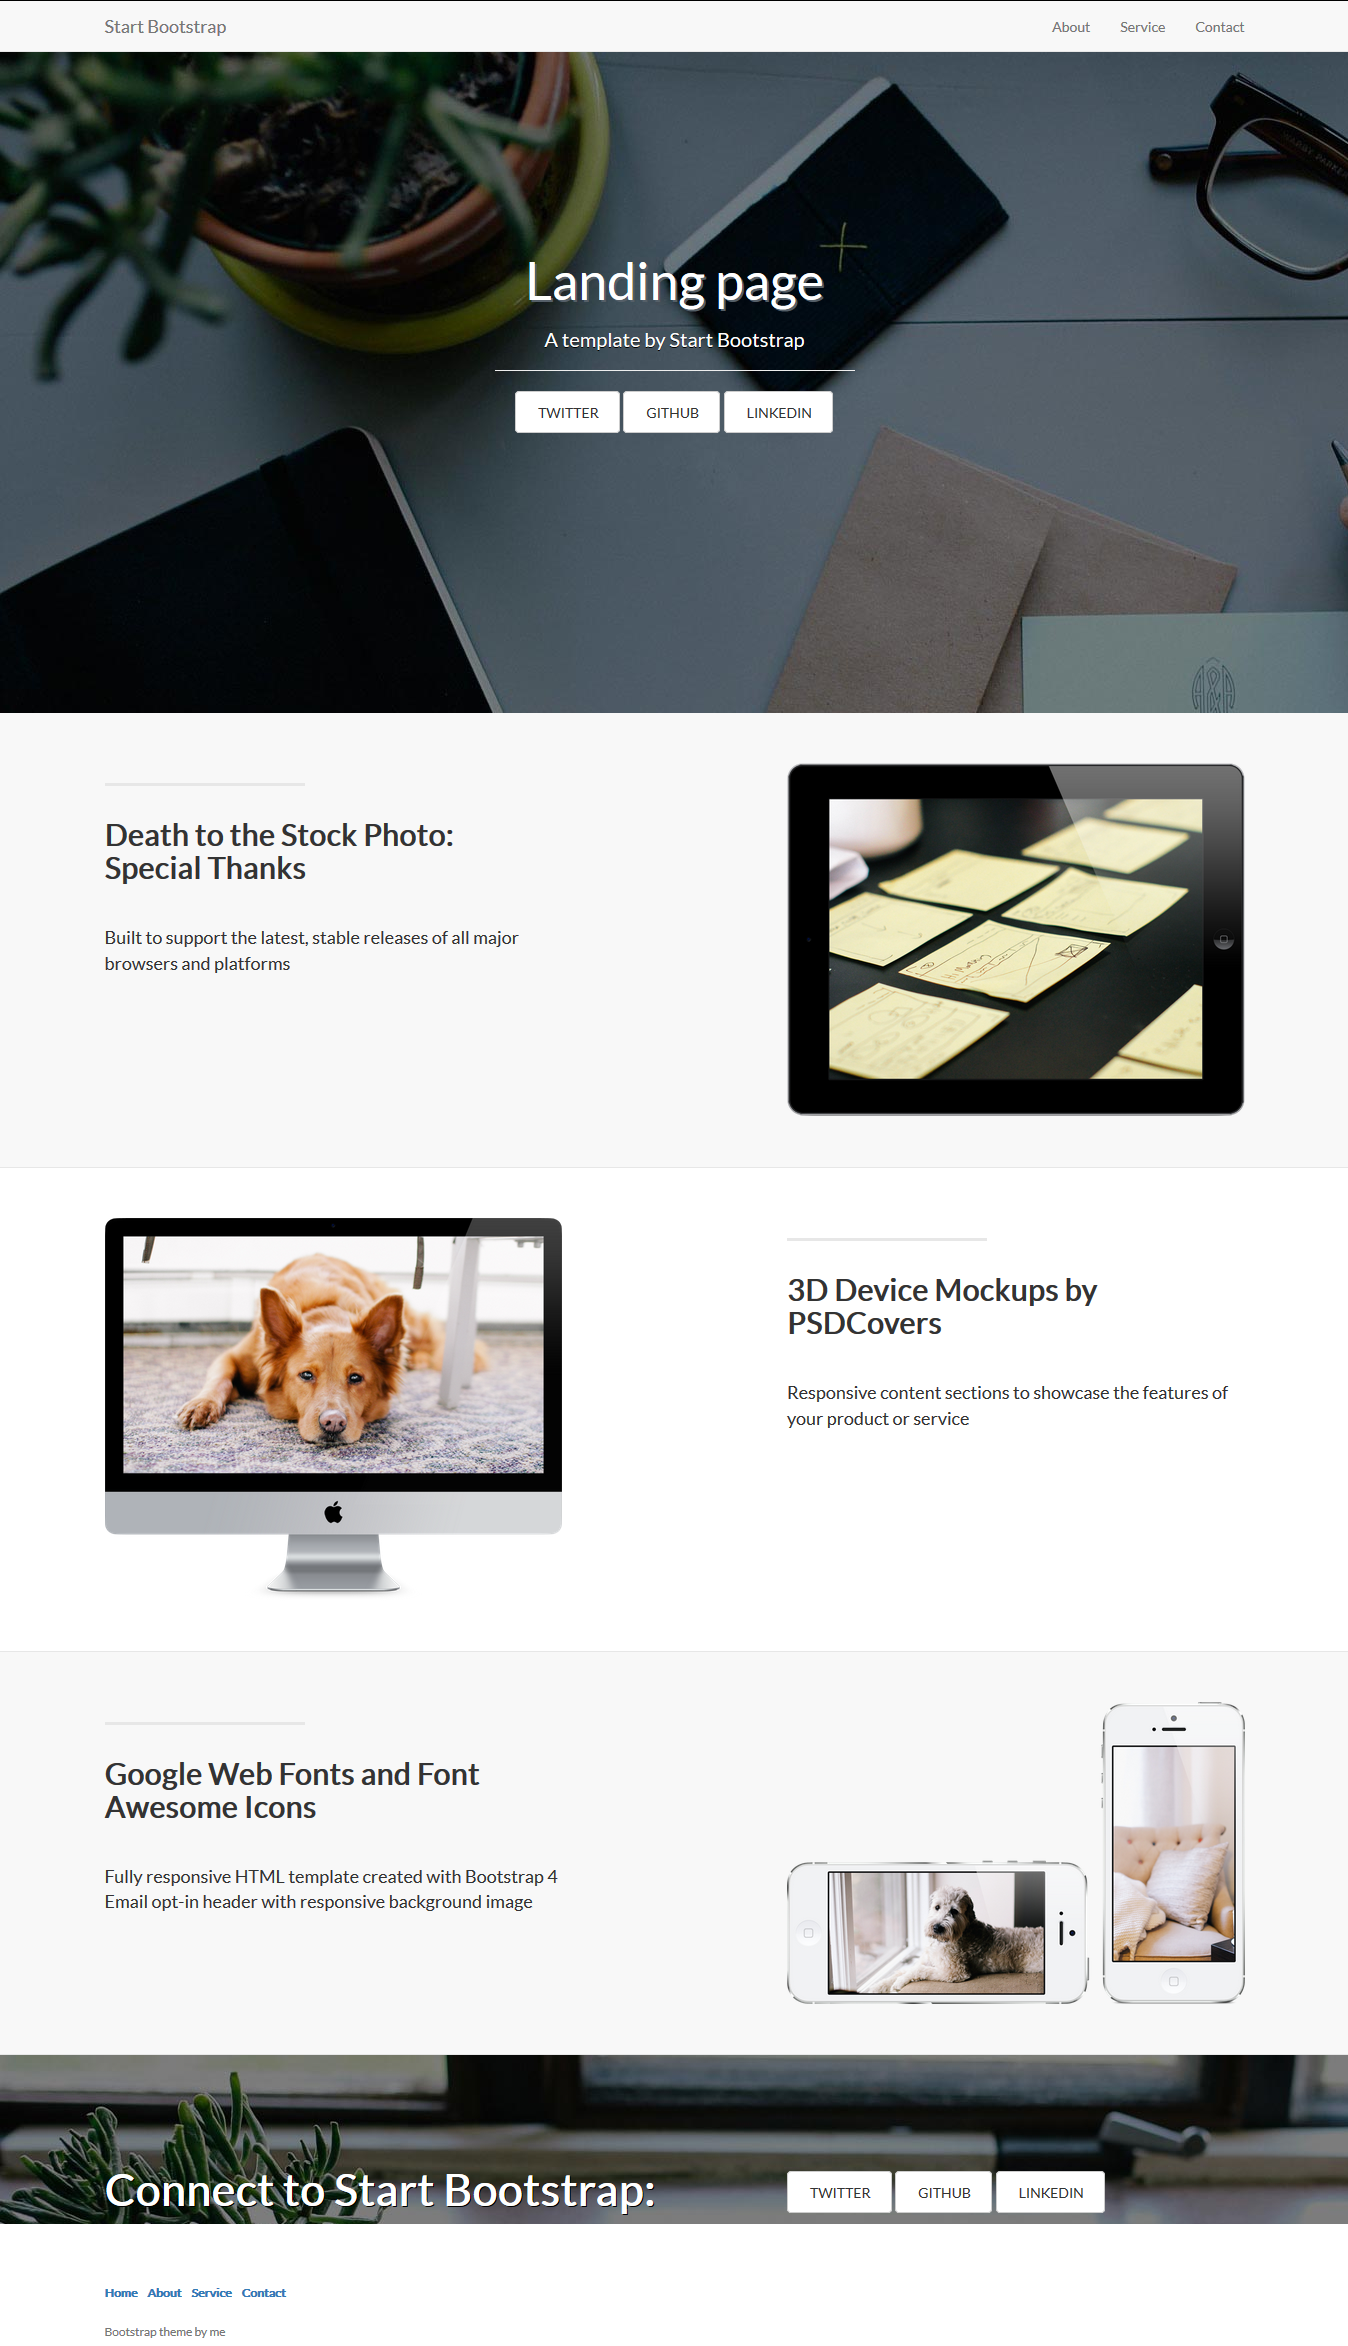 Start Bootstrap
About Service Contact
WARBY PARKER
Landing page
A template by Start Bootstrap
TWITTER GITHUB LINKEDIN
A&A
Death to the Stock Photo:
Special Thanks
Built to support the latest, stable releases of all major
browsers and platforms
3D Device Mockups by
PSDCovers
Responsive content sections to showcase the features of
your product or service
Google Web Fonts and Font
Awesome Icons
Fully responsive HTML template created with Bootstrap 4
Email opt-in header with responsive background image
Connect to Start Bootstrap:
TWITTER GITHUB LINKEDIN
Home About Service Contact
Bootstrap theme by me